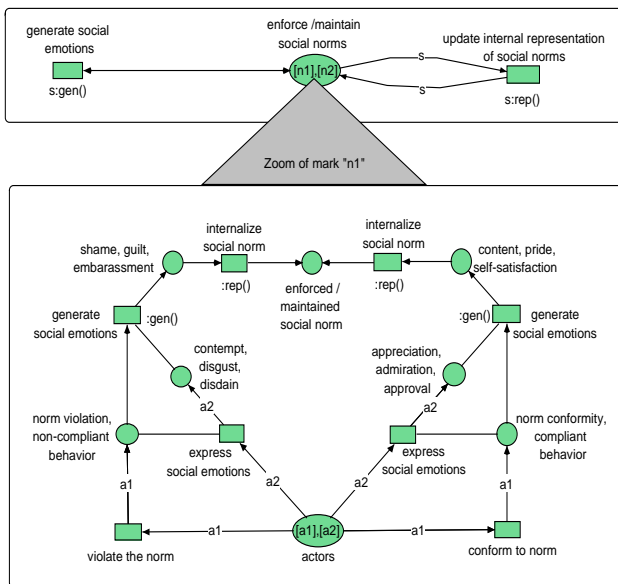 generate social
emotions
s:gen()
enforce /maintain
social norms
[n1],[n2]
s
s
update internal representation
of social norms
s:rep()
Zoom of mark "n1"
shame, guilt,
embarassment
internalize
social norm
:rep()
enforced /
maintained
social norm
internalize
social norm
:rep()
content, pride,
self-satisfaction
generate
social emotions
:gen()
:gen()
generate
social emotions
contempt,
disgust,
disdain
appreciation,
admiration,
approval
a2
a2
norm violation,
non-compliant
behavior
express
social emotions
express
social emotions
norm conformity,
compliant
behavior
a1
a2
a2
a1
violate the norm
a1
[a1],[a2]
actors
a1
conform to norm